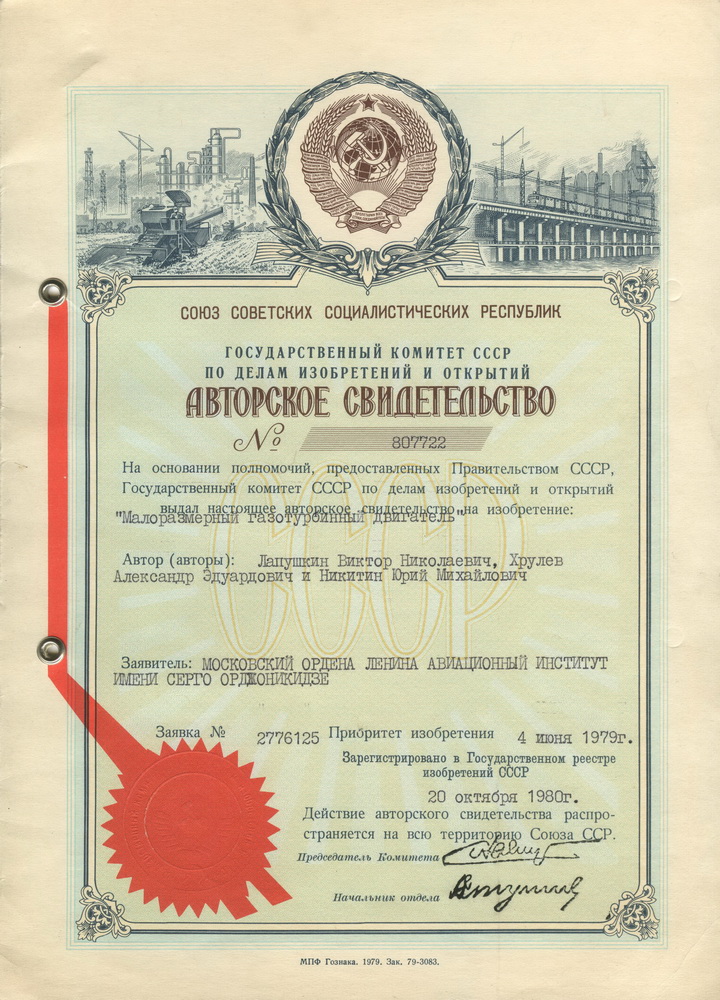 СОЮЗ СОВЕТСКИХ СОЦИАЛИСТИЧЕСКИХ РЕСПУБЛИК
ГОСУДАРСТВЕННЫЙ КОМИТЕТ СССР
ПО ДЕЛАМ ИЗОБРЕТЕНИЙ И ОТКРЫТИЙ
АВТОРСКОЕ СВИДЕТЕЛЬСТВО
№ 807722
СССР
На основании полномочий, предоставленных Правительством СССР,
Государственный комитет СССР по делам изобретений и открытий
выдал настоящее авторское свидетельство на изобретение:
"Малоразмерный газотурбинный двигатель"
Автор (авторы): Лапушкин Виктор Николаевич, Хрулев
Александр Эдуардович и Никитин Юрий Михайлович
Заявитель: МОСКОВСКИЙ ОРДЕНА ЛЕНИНА АВИАЦИОННЫЙ ИНСТИТУТ
ИМЕНИ СЕРГО ОРДЖОНИКИДЗЕ
Заявка № 2776125 Приоритет изобретения 4 июня 1979г.
Зарегистрировано в Государственном реестре
изобретений СССР
20 октября 1980г.
Действие авторского свидетельства распро-
страняется на всю территорию Союза ССР.
Председатель Комитета
Начальник отдела
МПФ Гознака. 1979. Зак. 79-3083.